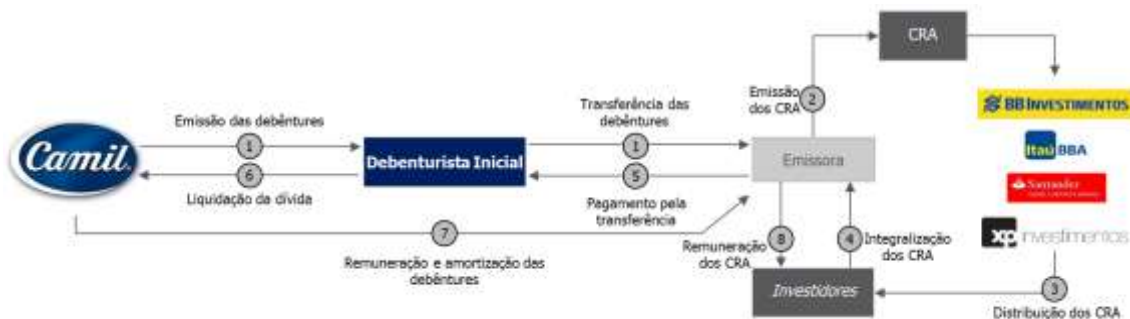 CRA
Emissão
dos CRA
2
BB INVESTIMENTOS
Transferência das
debêntures
Emissão das debêntures
1
1
Camil
Debenturista Inicial
Emissora
Itaú BBA
6
5
Liquidação da dívida
Pagamento pela
transferência
Santander
7
8
4
Remuneração
dos CRA
Integralização
dos CRA
xp investimentos
Remuneração e amortização das
debêntures
Investidores
3
Distribuição dos CRA